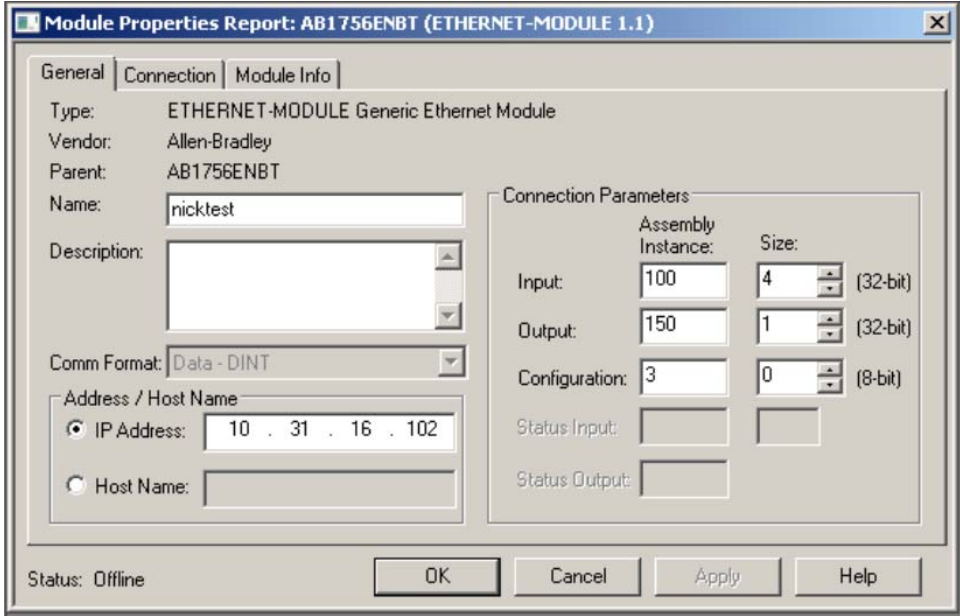 Module Properties Report: AB1756ENBT (ETHERNET-MODULE 1.1)
General Connection Module Info
Type: ETHERNET-MODULE Generic Ethernet Module
Vendor: Allen-Bradley
Parent: AB1756ENBT
Name: nicktest
Description:
Comm Format: Data - DINT
Address / Host Name
IP Address: 10 . 31 . 16 . 102
Host Name:
Connection Parameters
Assembly
Instance: Size:
Input: 100 4 (32-bit)
Output: 150 1 (32-bit)
Configuration: 3 0 (8-bit)
Status Input:
Status Output:
Status: Offline
OK Cancel Apply Help